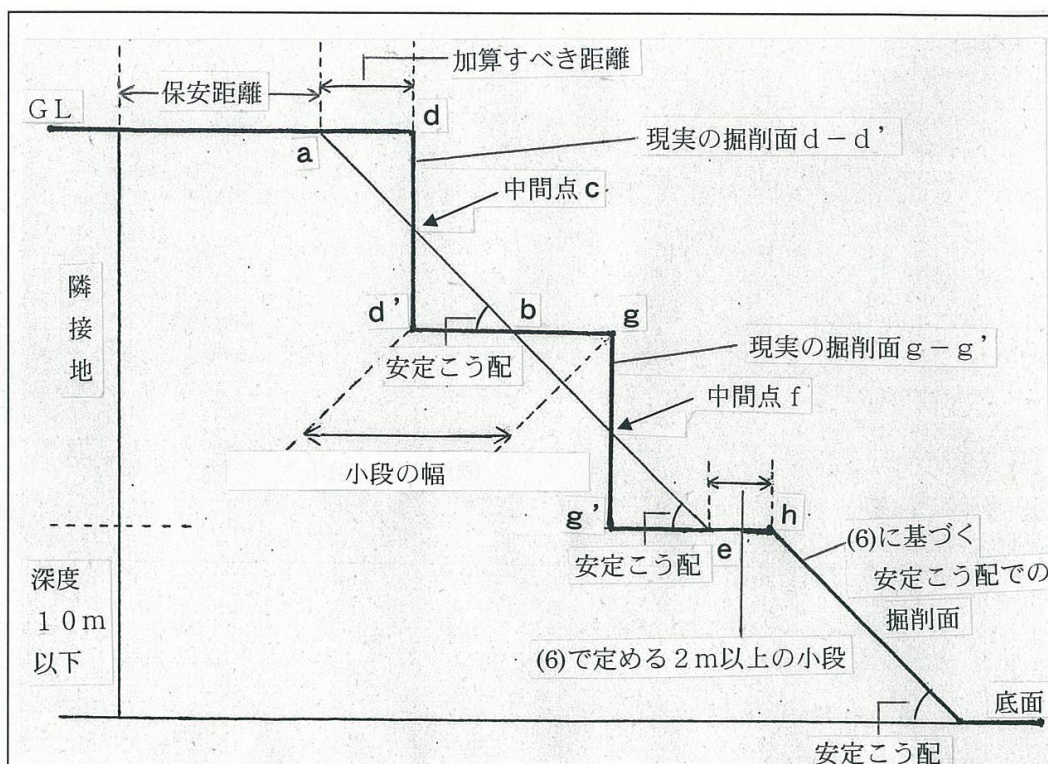 加算すべき距離
保安距離
GL
d
a
現実の掘削面d-d'
中間点c
隣接地
d'
b
g
安定こう配
現実の掘削面g-g'
中間点f
小段の幅
g'
h
安定こう配
e
(6)に基づく
安定こう配での
掘削面
深度
10m
以下
(6)で定める2m以上の小段
底面
安定こう配